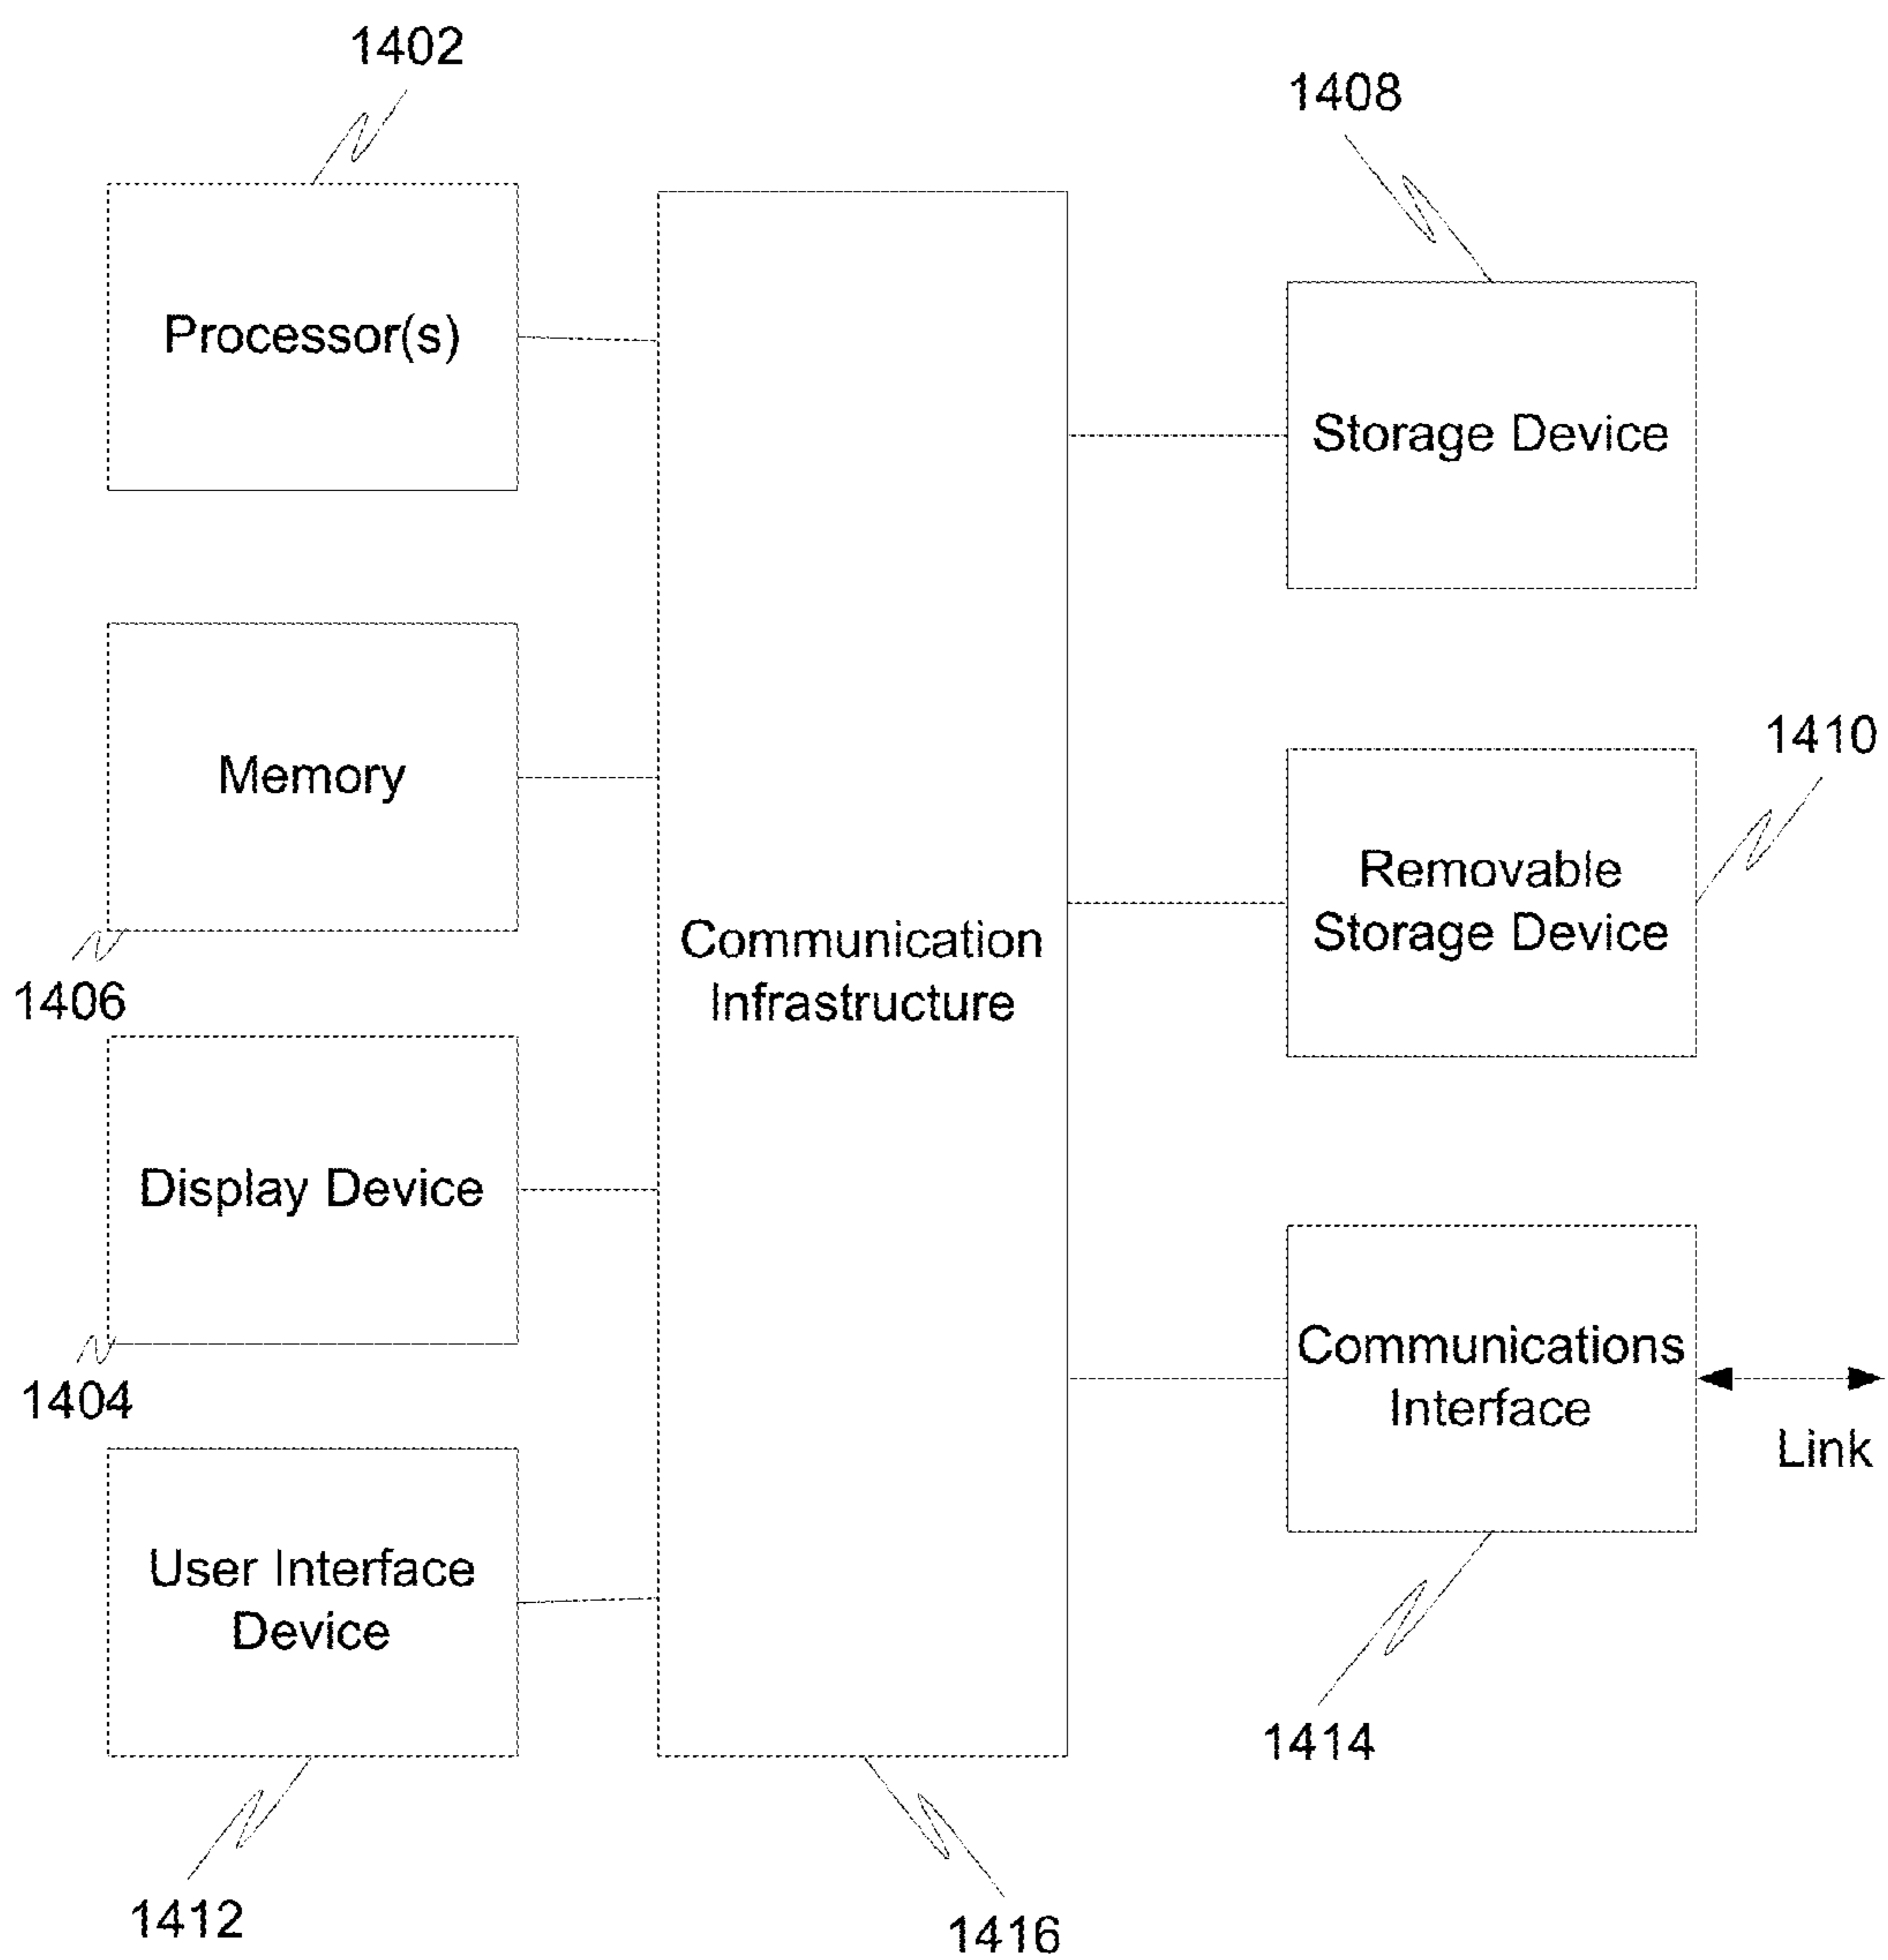 1402
1408
Processor(s)
Storage Device
1410
Memory
Removable
Storage Device
Communication
Infrastructure
1406
Display Device
Communications
Interface
1404
Link
User Interface
Device
1414
1412
1416